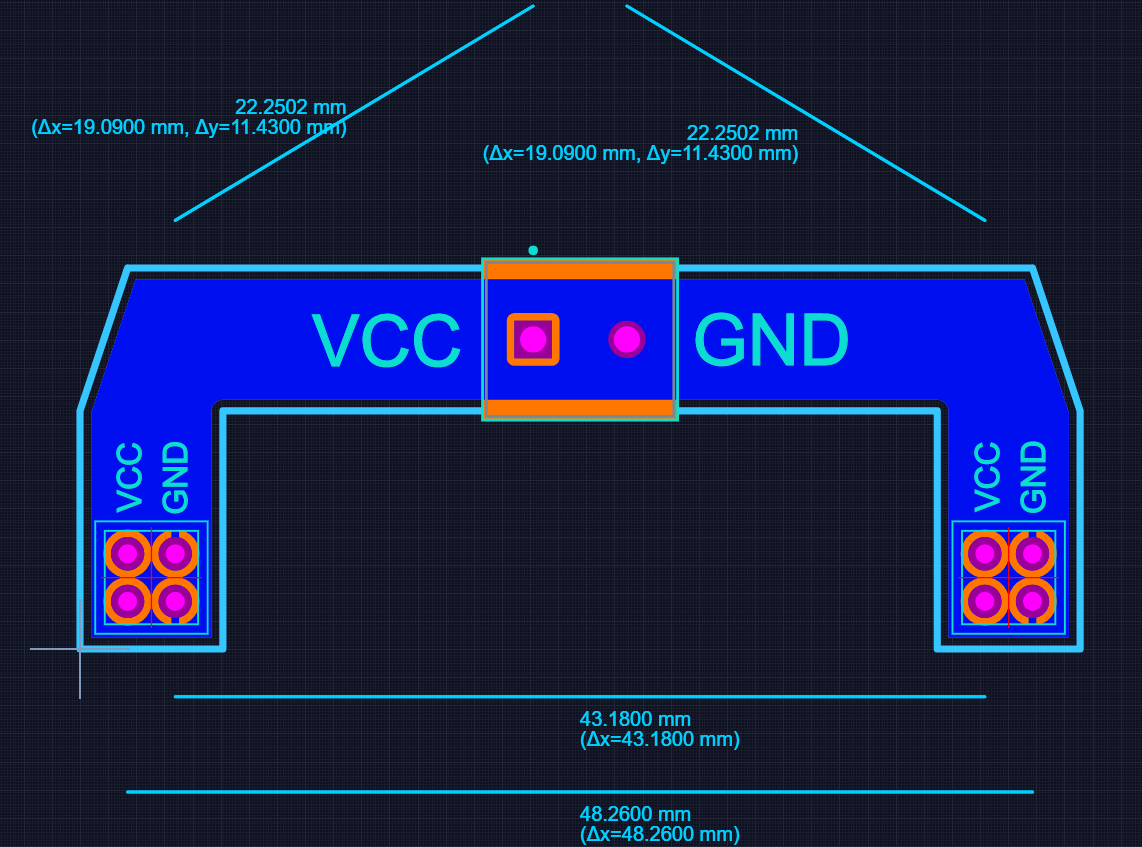 22.2502 mm
(Δx=19.0900 mm, Δy=11.4300 mm)
22.2502 mm
(Δx=19.0900 mm, Δy=11.4300 mm)
VCC
GND
VCC
GND
VCC
GND
43.1800 mm
(Δx=43.1800 mm)
48.2600 mm
(Δx=48.2600 mm)